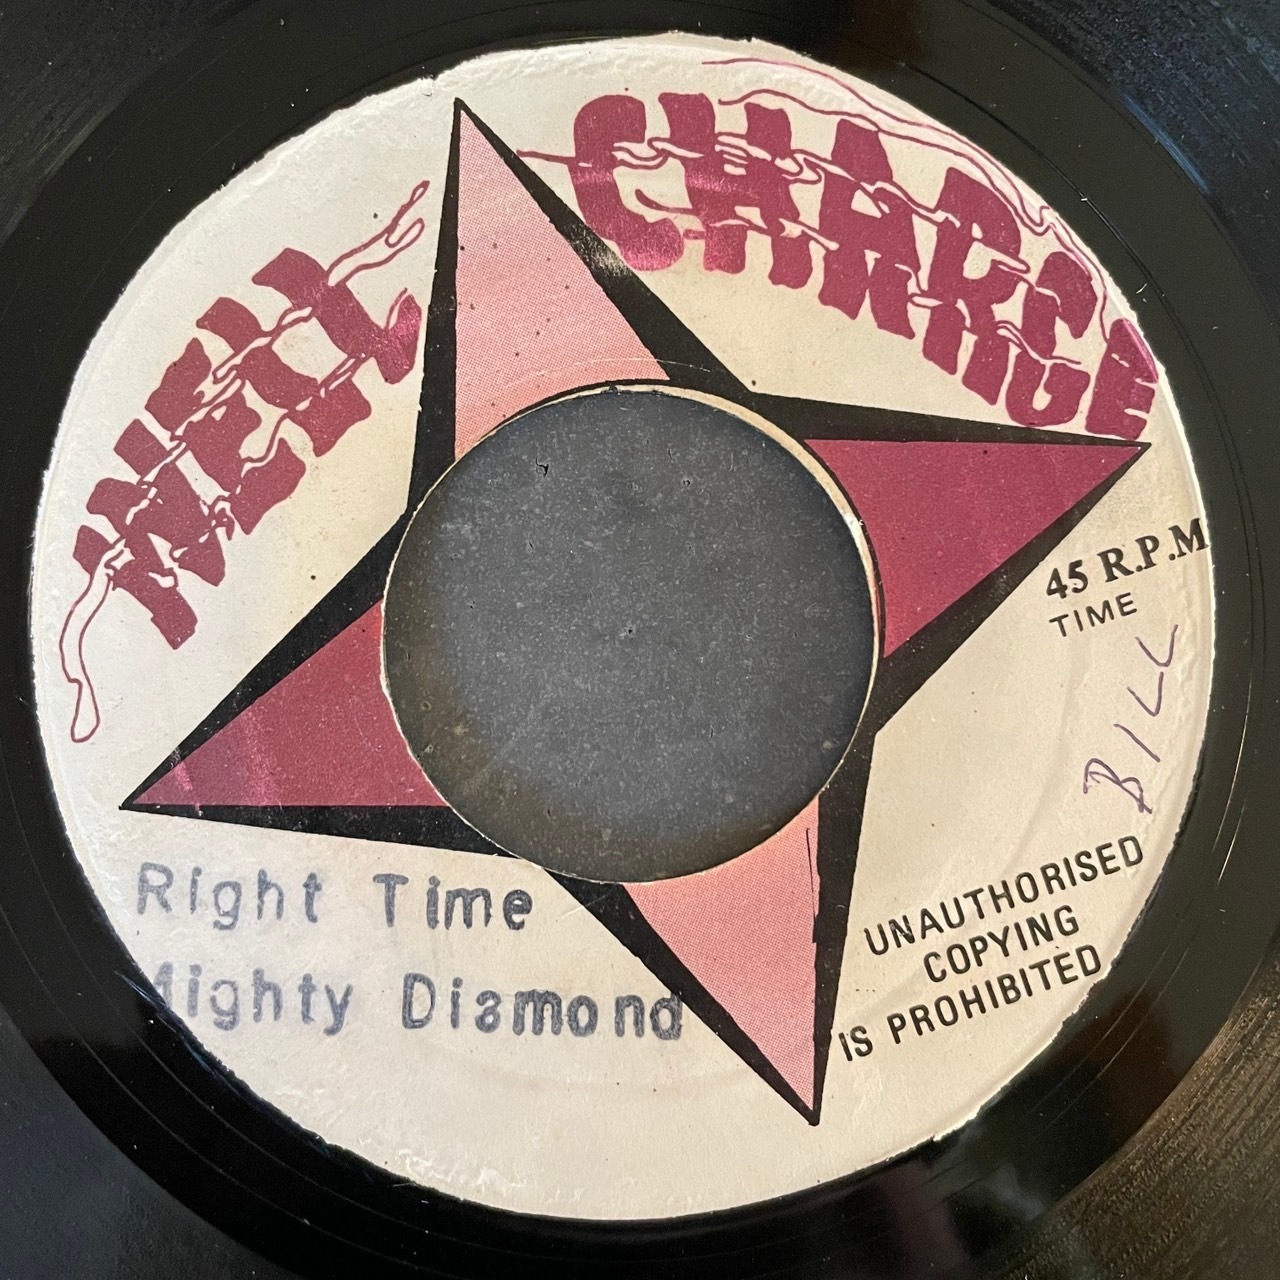 WELL CHARGE
45 R.P.M
TIME
BILL
Right Time
Mighty Diamond
UNAUTHORISED
COPYING
IS PROHIBITED